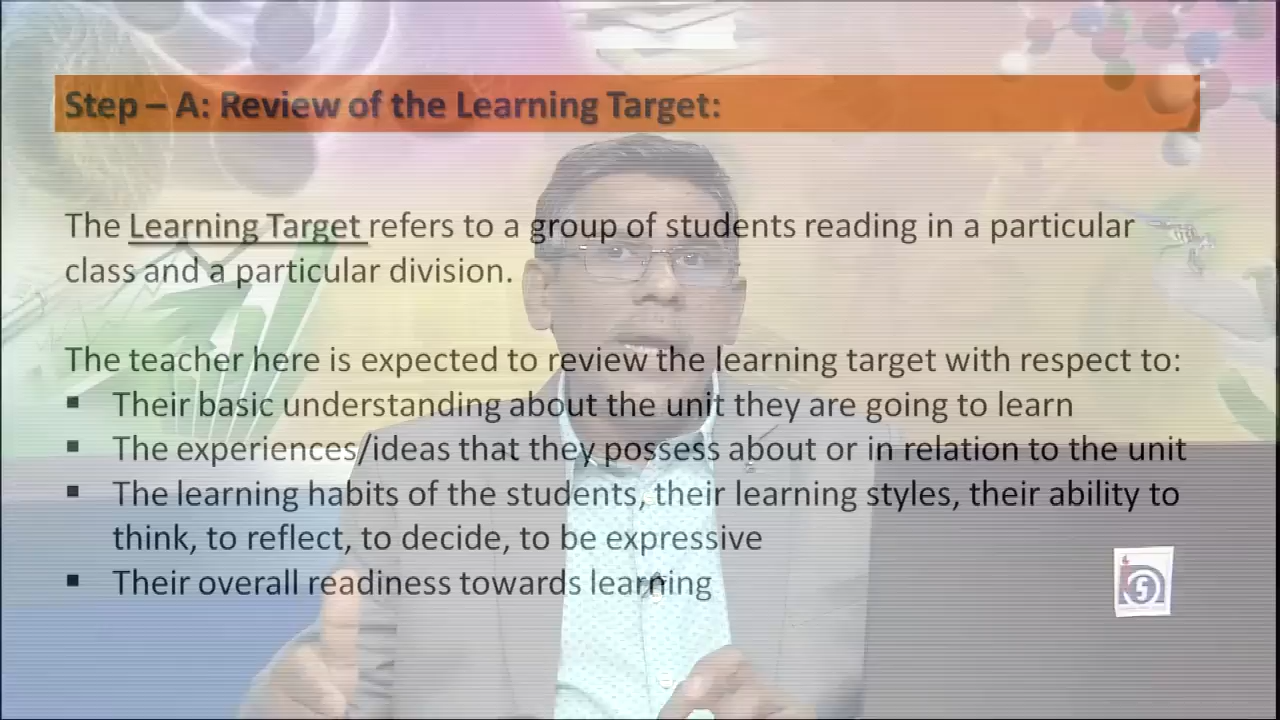 Step – A: Review of the Learning Target:
The Learning Target refers to a group of students reading in a particular
class and a particular division.
The teacher here is expected to review the learning target with respect to:
▪ Their basic understanding about the unit they are going to learn
▪ The experiences/ideas that they possess about or in relation to the unit
▪ The learning habits of the students, their learning styles, their ability to
think, to reflect, to decide, to be expressive
▪ Their overall readiness towards learning